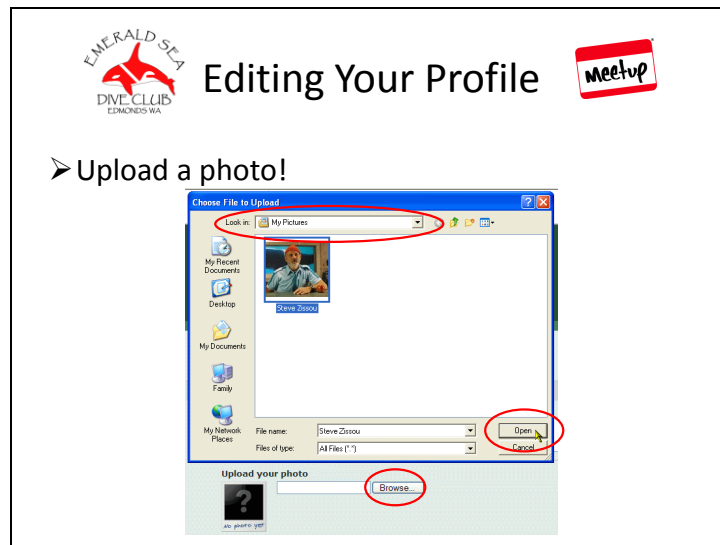 EMERALD SEA
DIVE CLUB
EDMONDS WA
Editing Your Profile
Meetup
➢Upload a photo!
Choose File to Upload
Look in: My Pictures
My Recent
Documents
Desktop
My Documents
Family
My Network
Places
Steve Zissou
File name: Steve Zissou Open
Files of type: All Files (*.*) Cancel
Upload your photo
Browse...
?
No photo yet